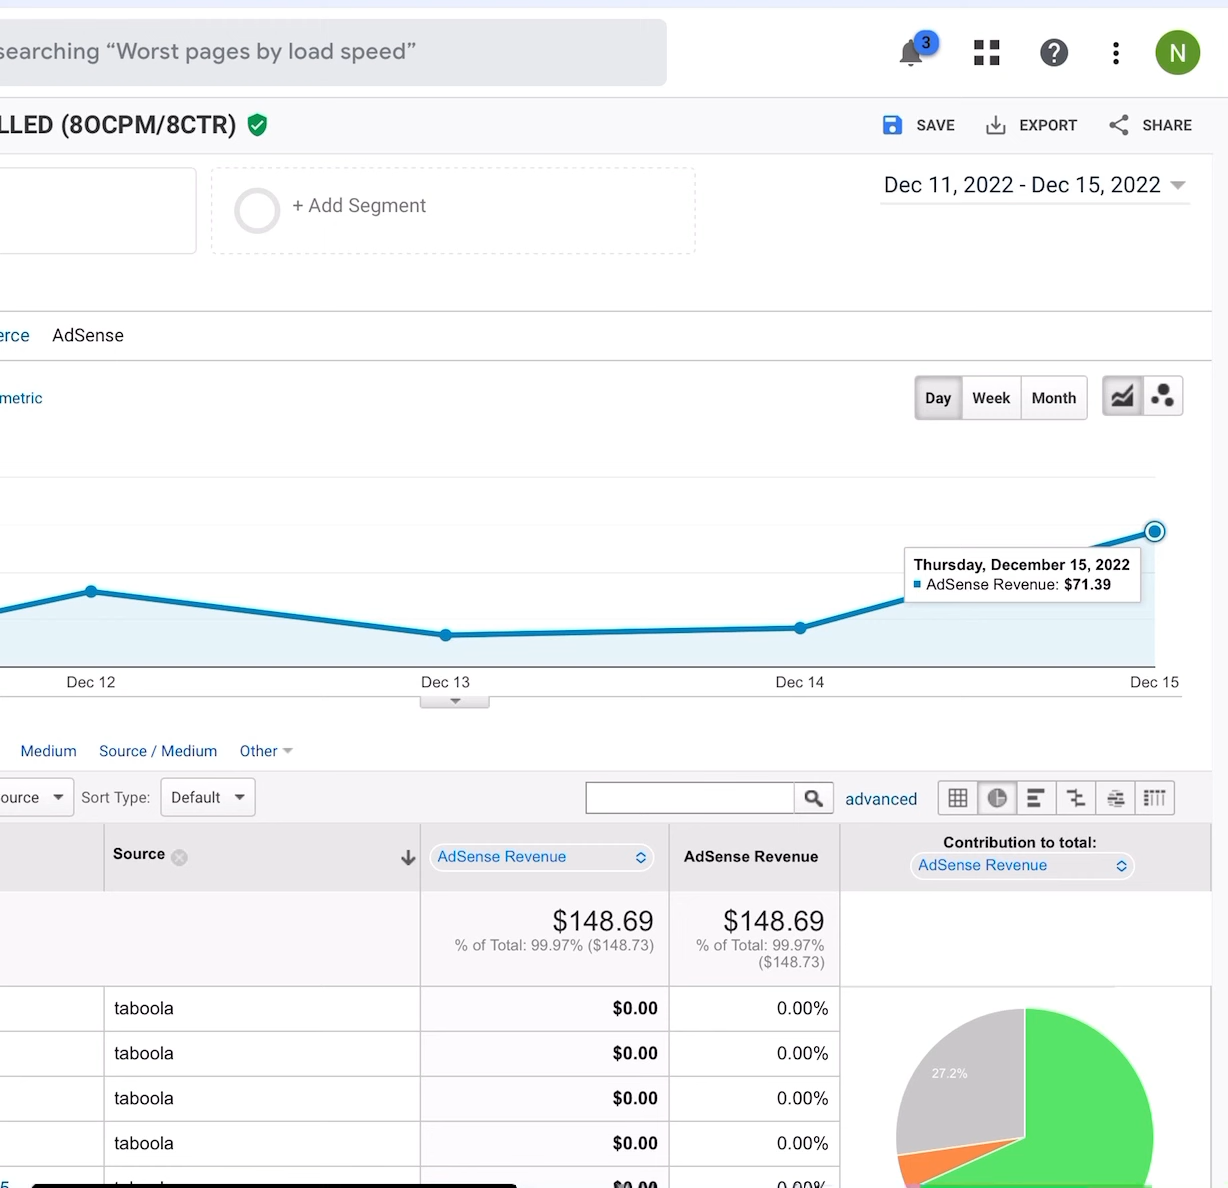 searching “Worst pages by load speed”
3
N
LLED (8OCPM/8CTR)
SAVE
EXPORT
SHARE
+ Add Segment
Dec 11, 2022 - Dec 15, 2022
erce
AdSense
metric
Day
Week
Month
Thursday, December 15, 2022
AdSense Revenue: $71.39
Dec 12
Dec 13
Dec 14
Dec 15
Medium
Source / Medium
Other
ource
Sort Type:
Default
advanced
Source
AdSense Revenue
AdSense Revenue
Contribution to total:
AdSense Revenue
$148.69
% of Total: 99.97% ($148.73)
$148.69
% of Total: 99.97%
($148.73)
taboola $0.00 0.00%
taboola $0.00 0.00%
taboola $0.00 0.00%
taboola $0.00 0.00%
27.2%